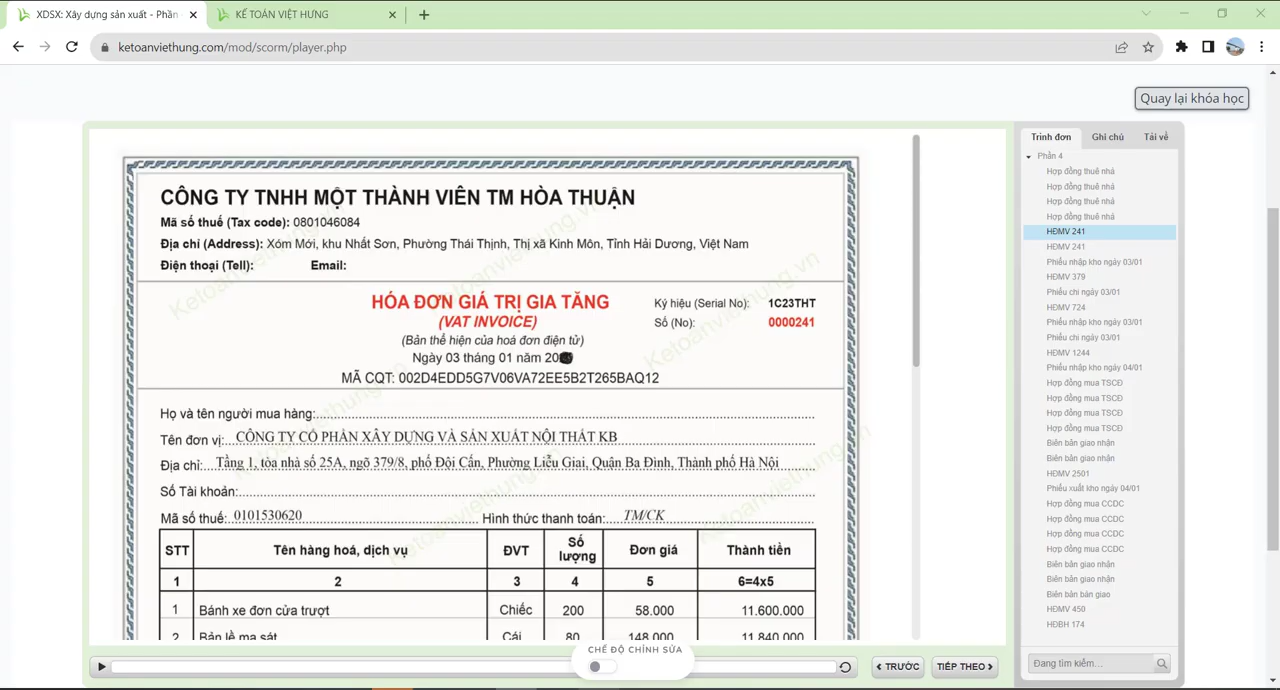 XDSX: Xây dựng sản xuất - Phần
KẾ TOÁN VIỆT HƯNG
ketoanviethung.com/mod/scorm/player.php
Quay lại khóa học
CÔNG TY TNHH MỘT THÀNH VIÊN TM HÒA THUẬN
Mã số thuế (Tax code): 0801046084
Địa chỉ (Address): Xóm Mới, khu Nhất Sơn, Phường Thái Thịnh, Thị xã Kinh Môn, Tỉnh Hải Dương, Việt Nam
Điện thoại (Tell): Email:
HÓA ĐƠN GIÁ TRỊ GIA TĂNG
(VAT INVOICE)
(Bản thể hiện của hoá đơn điện tử)
Ngày 03 tháng 01 năm 20
MÃ CQT: 002D4EDD5G7V06VA72EE5B2T265BAQ12
Ký hiệu (Serial No): 1C23THT
Số (No): 0000241
Họ và tên người mua hàng:
Tên đơn vị: CÔNG TY CỔ PHẦN XÂY DỰNG VÀ SẢN XUẤT NỘI THẤT KB
Địa chỉ: Tầng 1, tòa nhà số 25A, ngõ 379/8, phố Đội Cấn, Phường Liễu Giai, Quận Ba Đình, Thành phố Hà Nội
Số Tài khoản:
Mã số thuế: 0101530620 Hình thức thanh toán: TM/CK
STT Tên hàng hoá, dịch vụ ĐVT Số lượng Đơn giá Thành tiền
1 2 3 4 5 6=4x5
1 Bánh xe đơn cửa trượt Chiếc 200 58.000 11.600.000
2 Bản lề ma sát Cái 80 148.000 11.840.000
Ketoanviethung.vn
CHẾ ĐỘ CHỈNH SỬA
TRƯỚC
TIẾP THEO
Trình đơn Ghi chú Tải về
Phần 4
Hợp đồng thuê nhà
Hợp đồng thuê nhà
Hợp đồng thuê nhà
Hợp đồng thuê nhà
HĐMV 241
HĐMV 241
Phiếu nhập kho ngày 03/01
HĐMV 379
Phiếu chi ngày 03/01
HĐMV 724
Phiếu nhập kho ngày 03/01
Phiếu chi ngày 03/01
HĐMV 1244
Phiếu nhập kho ngày 04/01
Hợp đồng mua TSCĐ
Hợp đồng mua TSCĐ
Hợp đồng mua TSCĐ
Hợp đồng mua TSCĐ
Biên bản giao nhận
Biên bản giao nhận
HĐMV 2501
Phiếu xuất kho ngày 04/01
Hợp đồng mua CCDC
Hợp đồng mua CCDC
Hợp đồng mua CCDC
Hợp đồng mua CCDC
Biên bản giao nhận
Biên bản giao nhận
Biên bản bàn giao
HĐMV 450
HĐBH 174
Đang tìm kiếm...